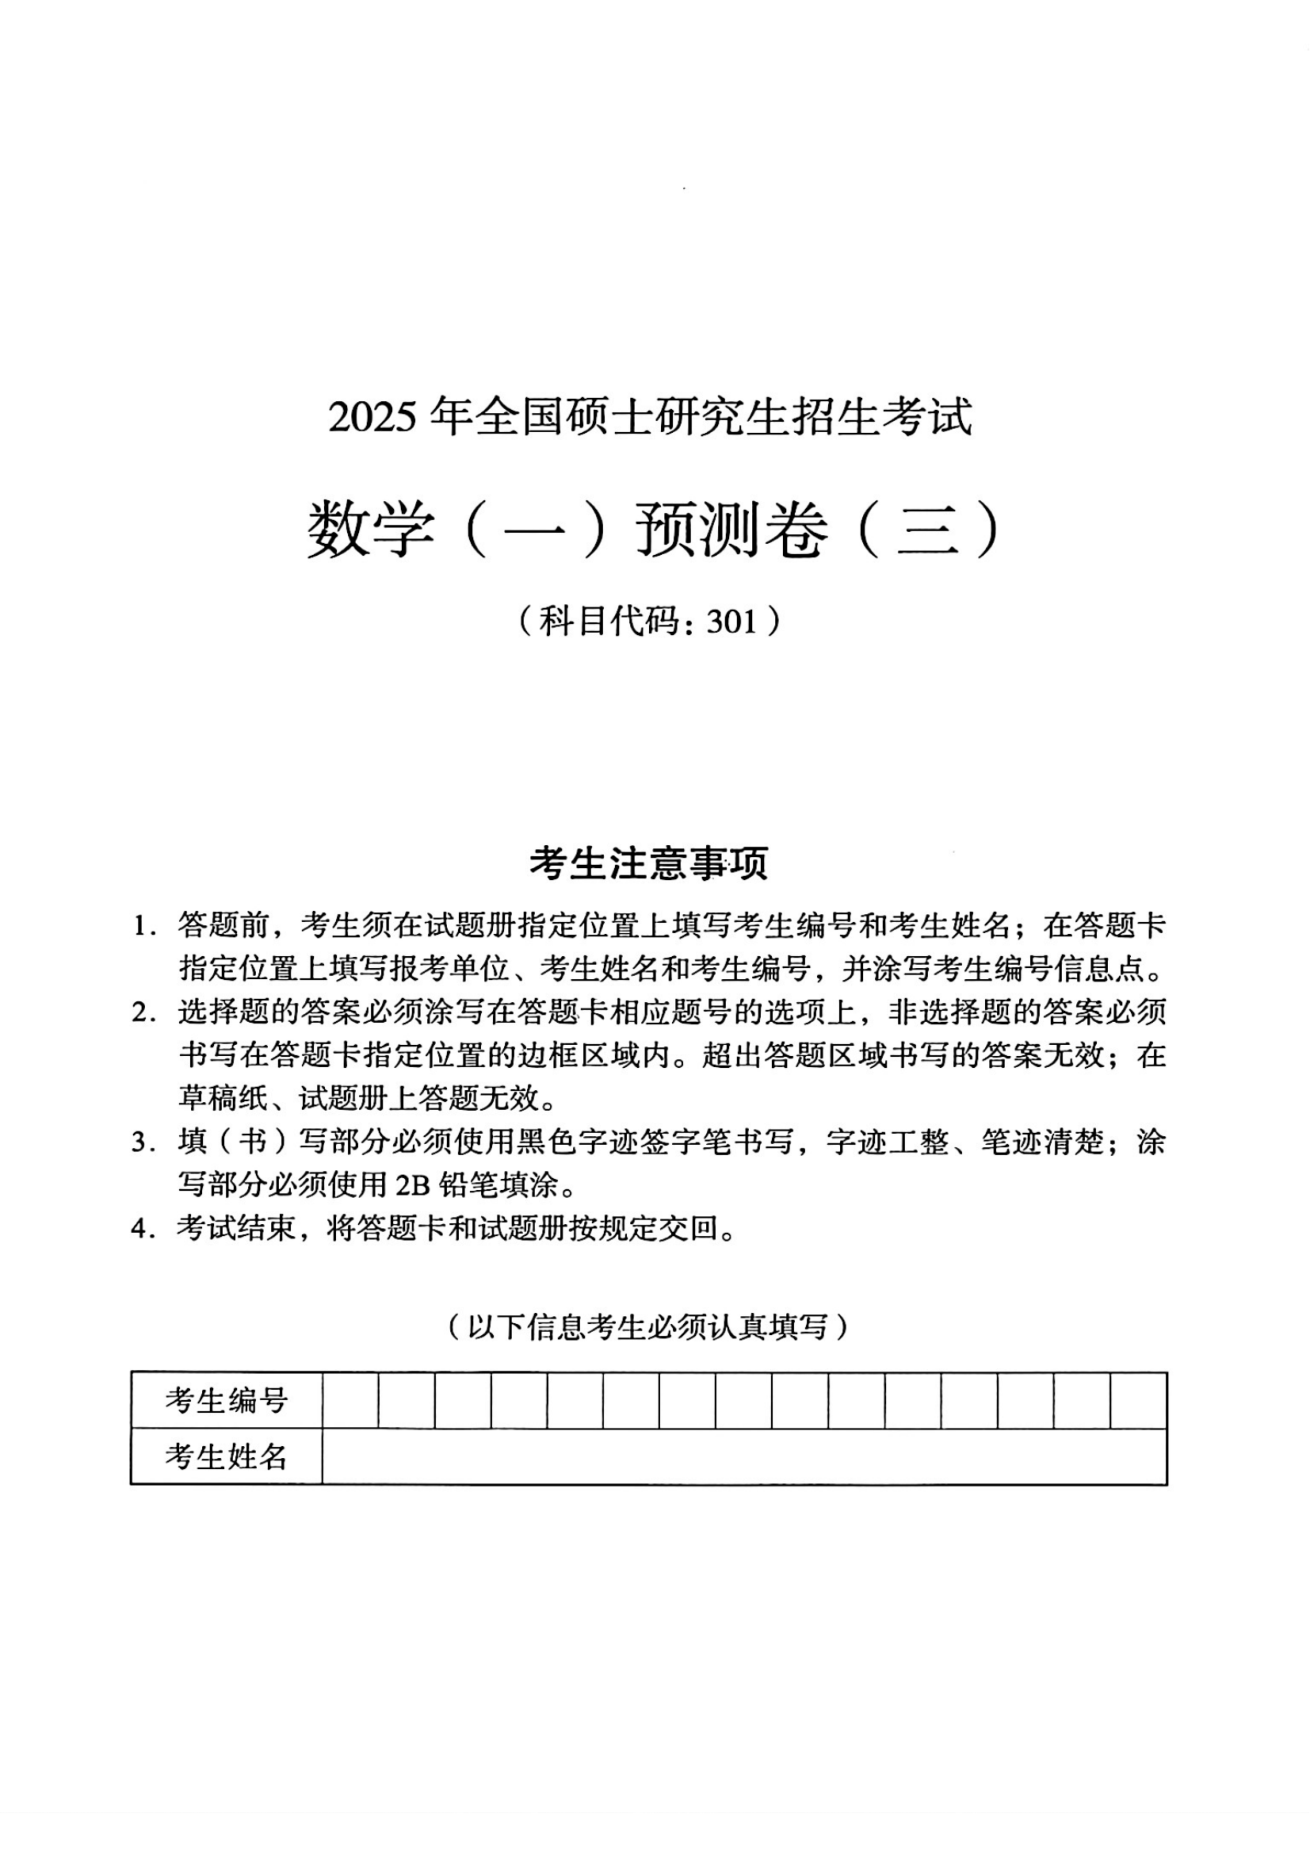 2025 年全国硕士研究生招生考试
数学（一）预测卷（三）
（科目代码: 301）
考生注意事项
1. 答题前，考生须在试题册指定位置上填写考生编号和考生姓名；在答题卡
指定位置上填写报考单位、考生姓名和考生编号，并涂写考生编号信息点。
2. 选择题的答案必须涂写在答题卡相应题号的选项上，非选择题的答案必须
书写在答题卡指定位置的边框区域内。超出答题区域书写的答案无效；在
草稿纸、试题册上答题无效。
3. 填（书）写部分必须使用黑色字迹签字笔书写，字迹工整、笔迹清楚；涂
写部分必须使用 2B 铅笔填涂。
4. 考试结束，将答题卡和试题册按规定交回。
（以下信息考生必须认真填写）
考生编号
考生姓名